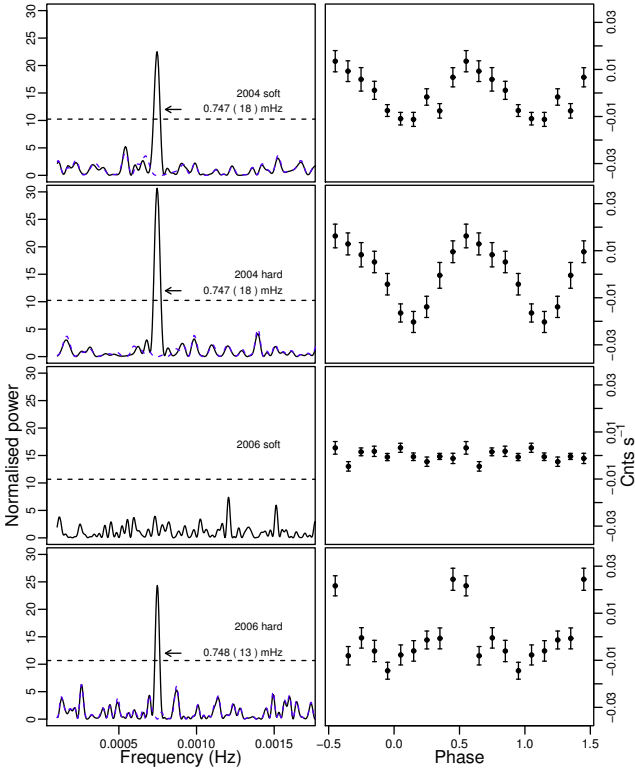 0 5 10 15 20 25 30
2004 soft
0.747 ( 18 ) mHz
−0.03 −0.01 0.01 0.03
0 5 10 15 20 25 30
2004 hard
0.747 ( 18 ) mHz
−0.03 −0.01 0.01 0.03
0 5 10 15 20 25 30
2006 soft
−0.03 −0.01 0.01 0.03
0 5 10 15 20 25 30
2006 hard
0.748 ( 13 ) mHz
−0.03 −0.01 0.01 0.03
Normalised power
Cnts s−1
0.0005 0.0010 0.0015
Frequency (Hz)
−0.5 0.0 0.5 1.0 1.5
Phase